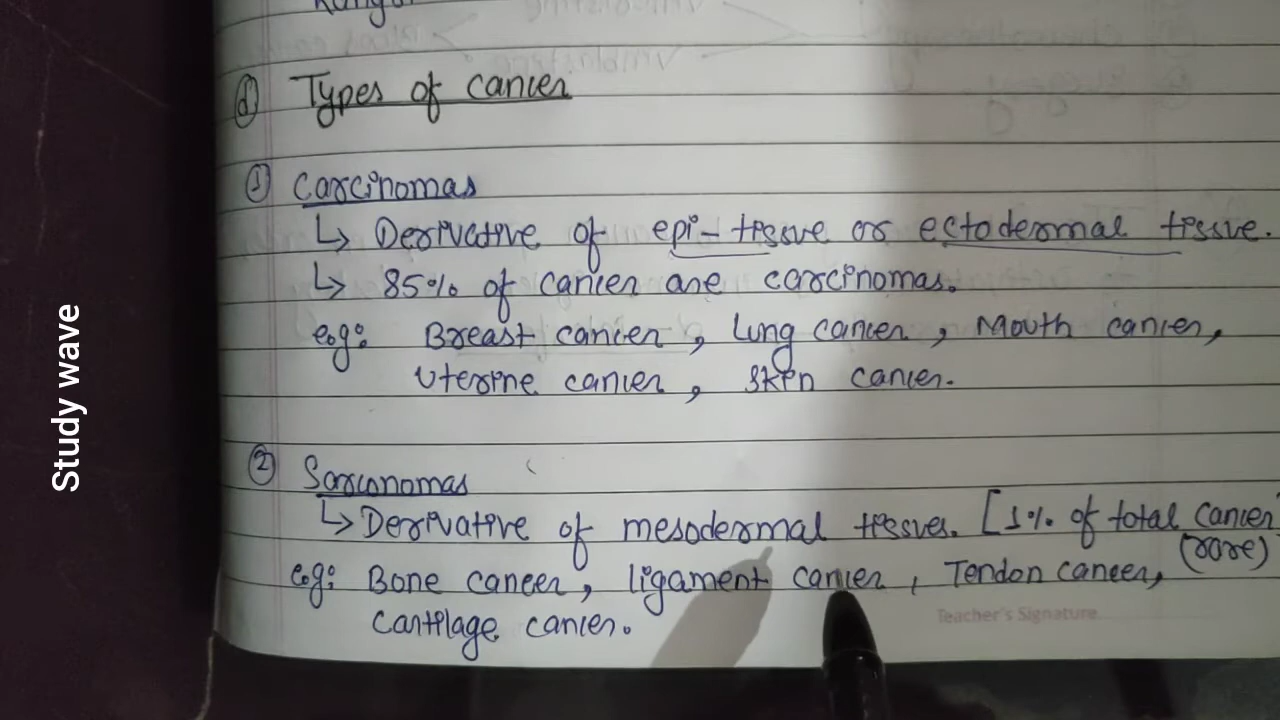 (d) Types of cancer
① Carcinomas
↳ Derivative of epi-tissue or ectodermal tissue.
↳ 85% of cancer are carcinomas.
e.g: Breast cancer, Lung cancer, Mouth cancer,
Uterine cancer, Skin cancer.
② Sarconomas
↳ Derivative of mesodermal tissues. [1% of total cancer
(rare)
e.g: Bone cancer, ligament cancer, Tendon cancer,
Cartilage cancer.
Teacher's Signature
Study wave